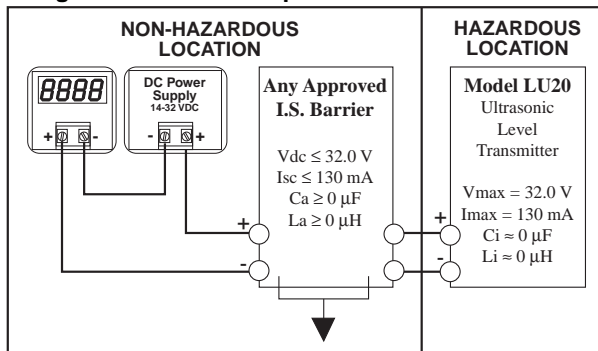 NON-HAZARDOUS
LOCATION
8888
+ -
DC Power
Supply
14-32 VDC
- +
Any Approved
I.S. Barrier
Vdc ≤ 32.0 V
Isc ≤ 130 mA
Ca ≥ 0 µF
La ≥ 0 µH
+
-
HAZARDOUS
LOCATION
Model LU20
Ultrasonic
Level
Transmitter
Vmax = 32.0 V
Imax = 130 mA
Ci ≈ 0 µF
Li ≈ 0 µH
+
-